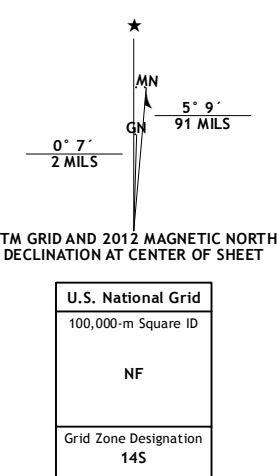 ★
MN
5° 9´
91 MILS
GN
0° 7´
2 MILS
TM GRID AND 2012 MAGNETIC NORTH
DECLINATION AT CENTER OF SHEET
U.S. National Grid
100,000-m Square ID
NF
Grid Zone Designation
14S